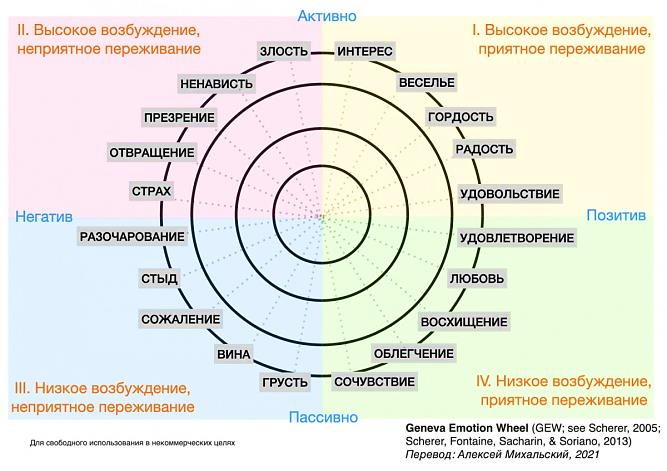 Активно
II. Высокое возбуждение,
неприятное переживание
I. Высокое возбуждение,
приятное переживание
ЗЛОСТЬ
ИНТЕРЕС
НЕНАВИСТЬ
ВЕСЕЛЬЕ
ПРЕЗРЕНИЕ
ГОРДОСТЬ
ОТВРАЩЕНИЕ
РАДОСТЬ
СТРАХ
УДОВОЛЬСТВИЕ
Негатив
Позитив
РАЗОЧАРОВАНИЕ
УДОВЛЕТВОРЕНИЕ
СТЫД
ЛЮБОВЬ
СОЖАЛЕНИЕ
ВОСХИЩЕНИЕ
ВИНА
ОБЛЕГЧЕНИЕ
ГРУСТЬ
СОЧУВСТВИЕ
III. Низкое возбуждение,
неприятное переживание
IV. Низкое возбуждение,
приятное переживание
Пассивно
Для свободного использования в некоммерческих целях
Geneva Emotion Wheel (GEW; see Scherer, 2005;
Scherer, Fontaine, Sacharin, & Soriano, 2013)
Перевод: Алексей Михальский, 2021